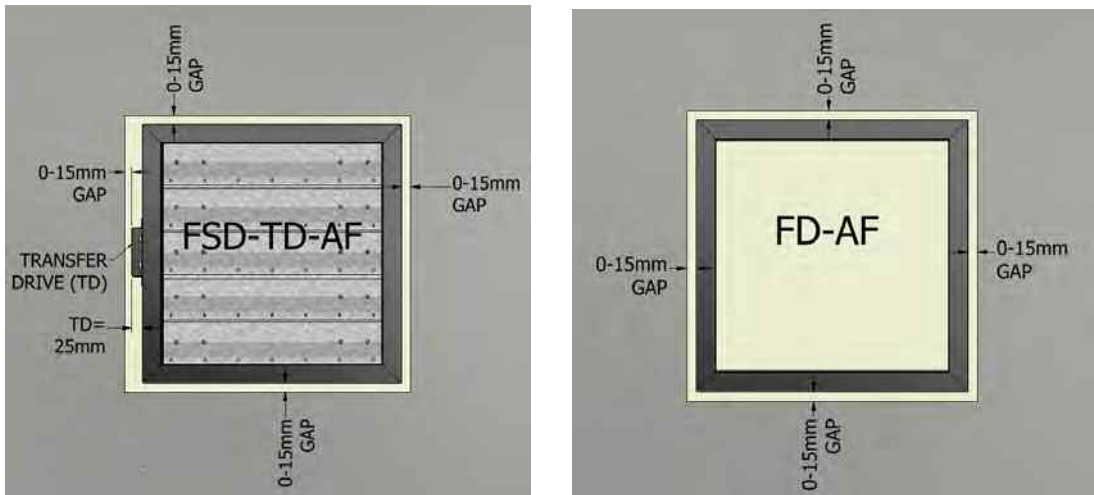 0-15mm
GAP
0-15mm
GAP
0-15mm
GAP
FSD-TD-AF
TRANSFER
DRIVE (TD)
TD=
25mm
0-15mm
GAP
0-15mm
GAP
0-15mm
GAP
FD-AF
0-15mm
GAP
0-15mm
GAP